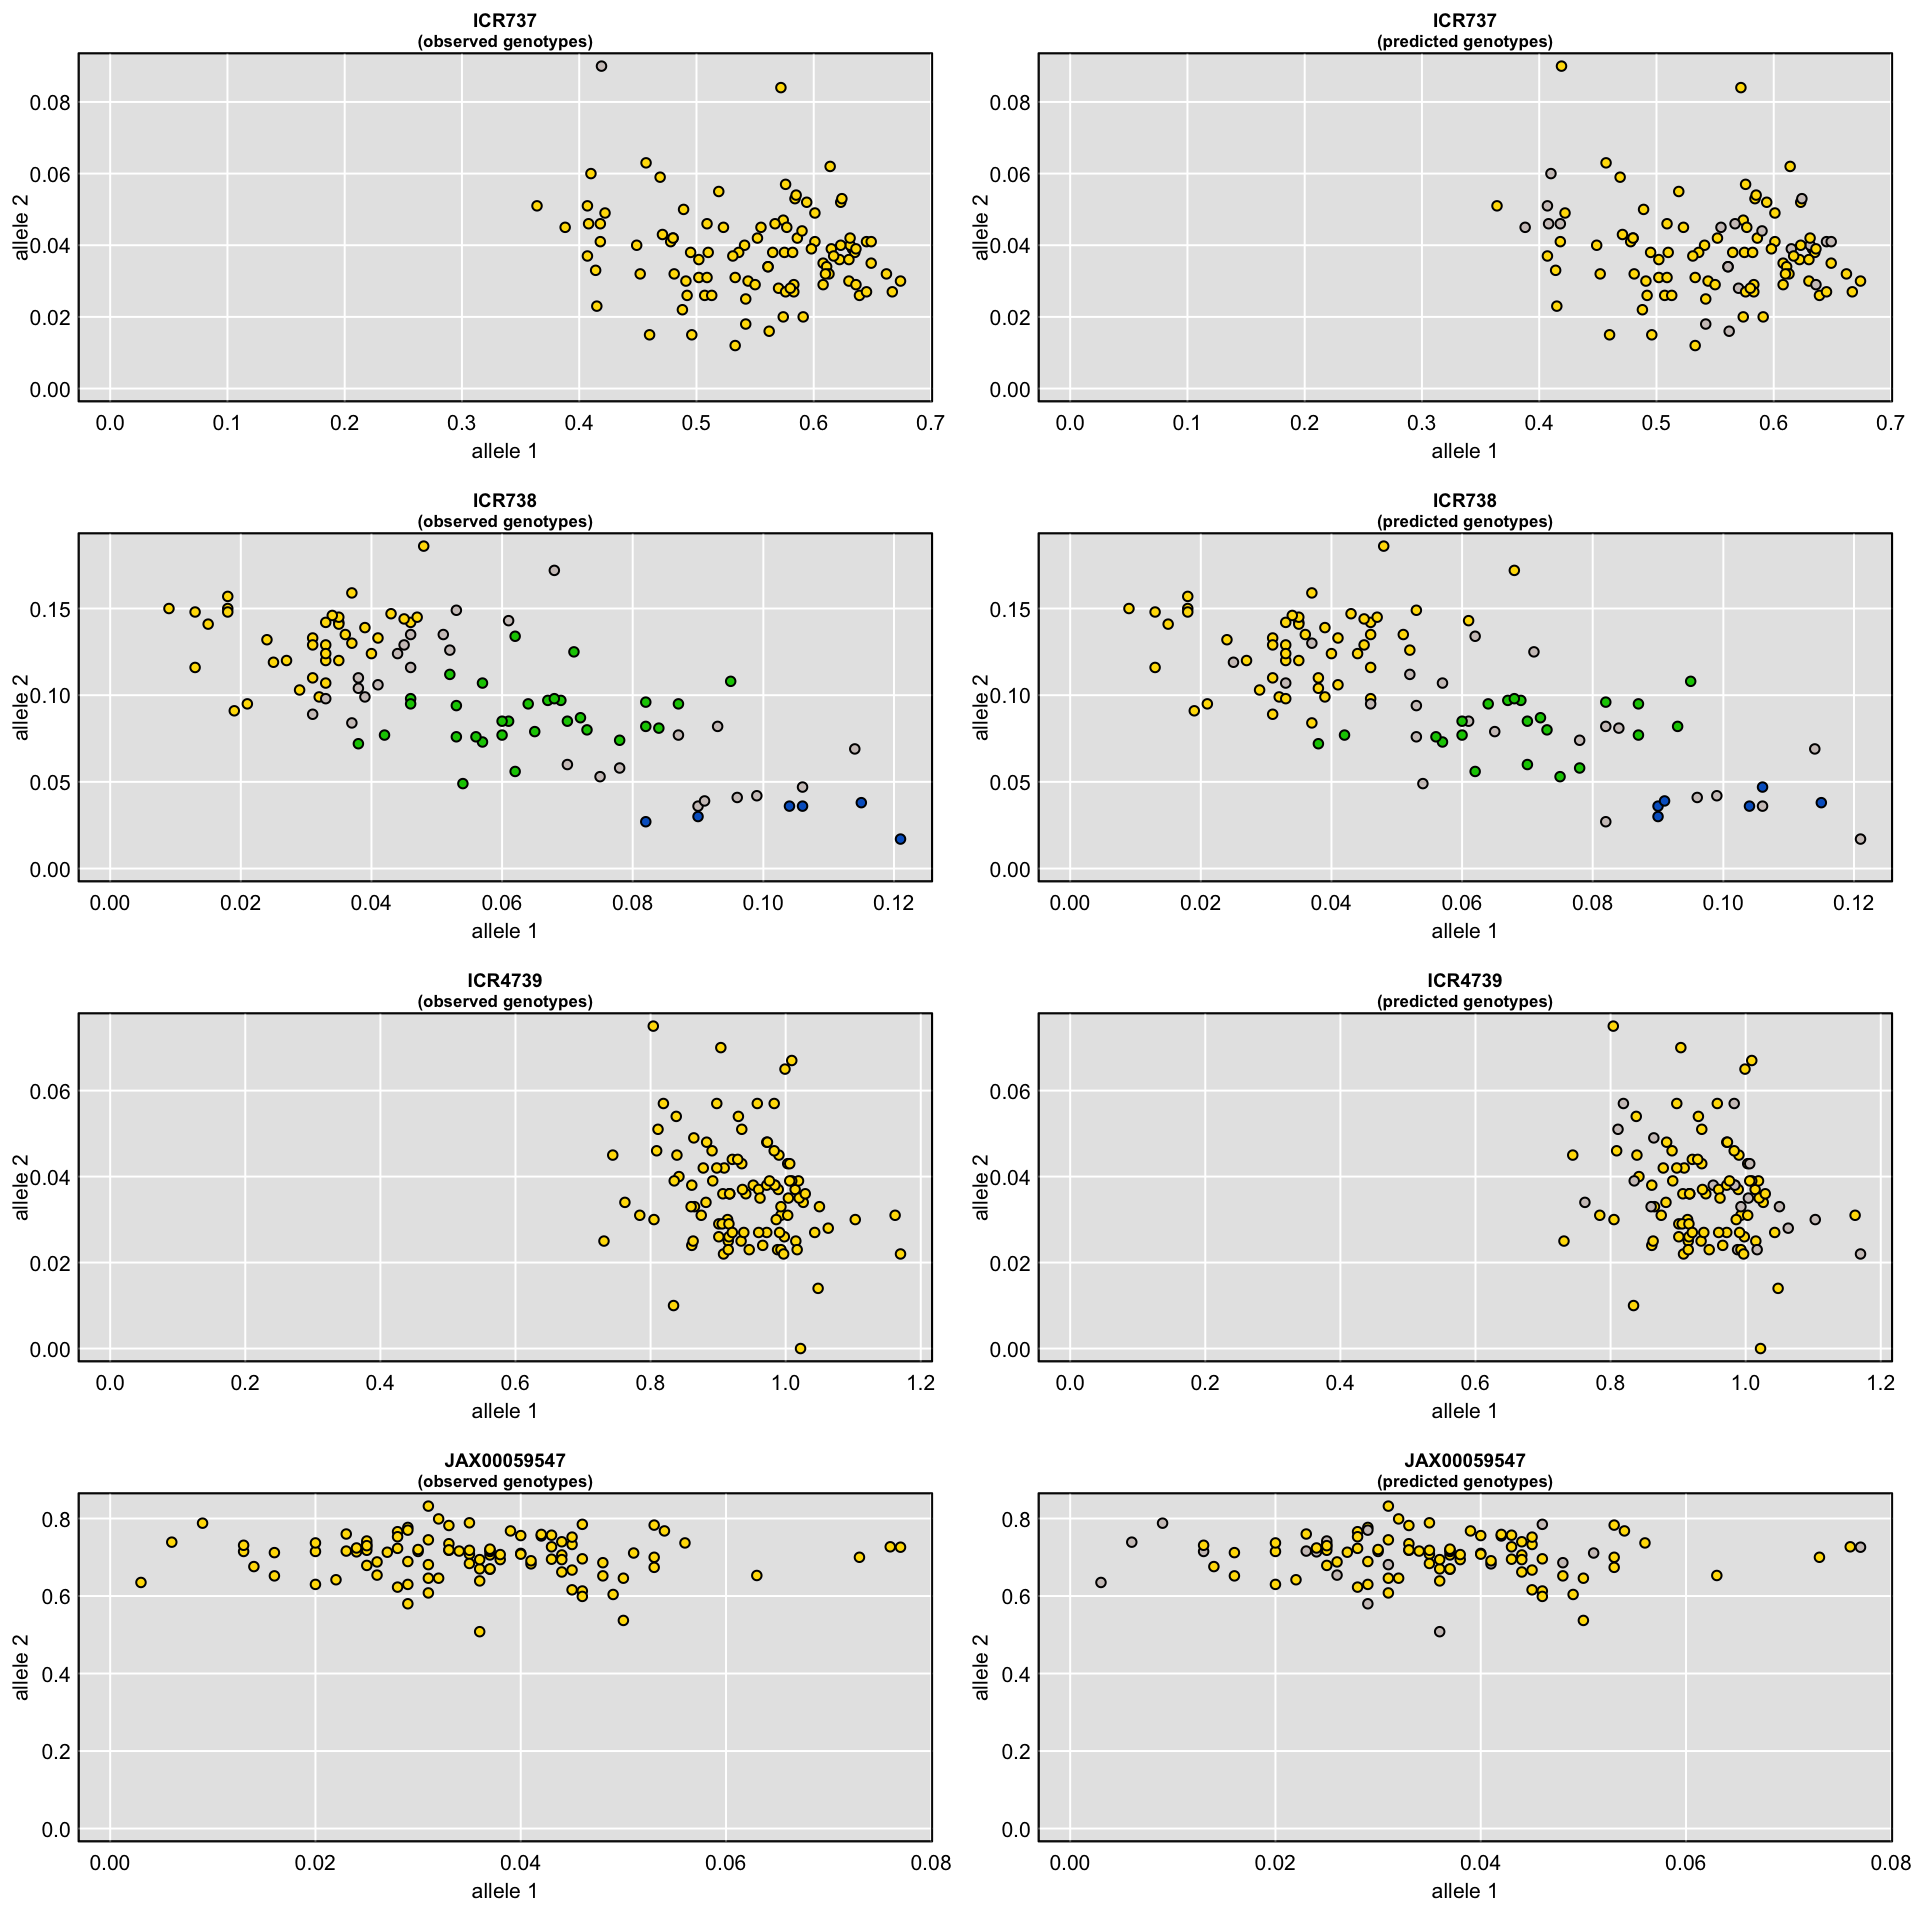 ICR737
(observed genotypes)
allele 2
0.08
0.06
0.04
0.02
0.00
0.0 0.1 0.2 0.3 0.4 0.5 0.6 0.7
allele 1
ICR737
(predicted genotypes)
allele 2
0.08
0.06
0.04
0.02
0.00
0.0 0.1 0.2 0.3 0.4 0.5 0.6 0.7
allele 1
ICR738
(observed genotypes)
allele 2
0.15
0.10
0.05
0.00
0.00 0.02 0.04 0.06 0.08 0.10 0.12
allele 1
ICR738
(predicted genotypes)
allele 2
0.15
0.10
0.05
0.00
0.00 0.02 0.04 0.06 0.08 0.10 0.12
allele 1
ICR4739
(observed genotypes)
allele 2
0.06
0.04
0.02
0.00
0.0 0.2 0.4 0.6 0.8 1.0 1.2
allele 1
ICR4739
(predicted genotypes)
allele 2
0.06
0.04
0.02
0.00
0.0 0.2 0.4 0.6 0.8 1.0 1.2
allele 1
JAX00059547
(observed genotypes)
allele 2
0.8
0.6
0.4
0.2
0.0
0.00 0.02 0.04 0.06 0.08
allele 1
JAX00059547
(predicted genotypes)
allele 2
0.8
0.6
0.4
0.2
0.0
0.00 0.02 0.04 0.06 0.08
allele 1